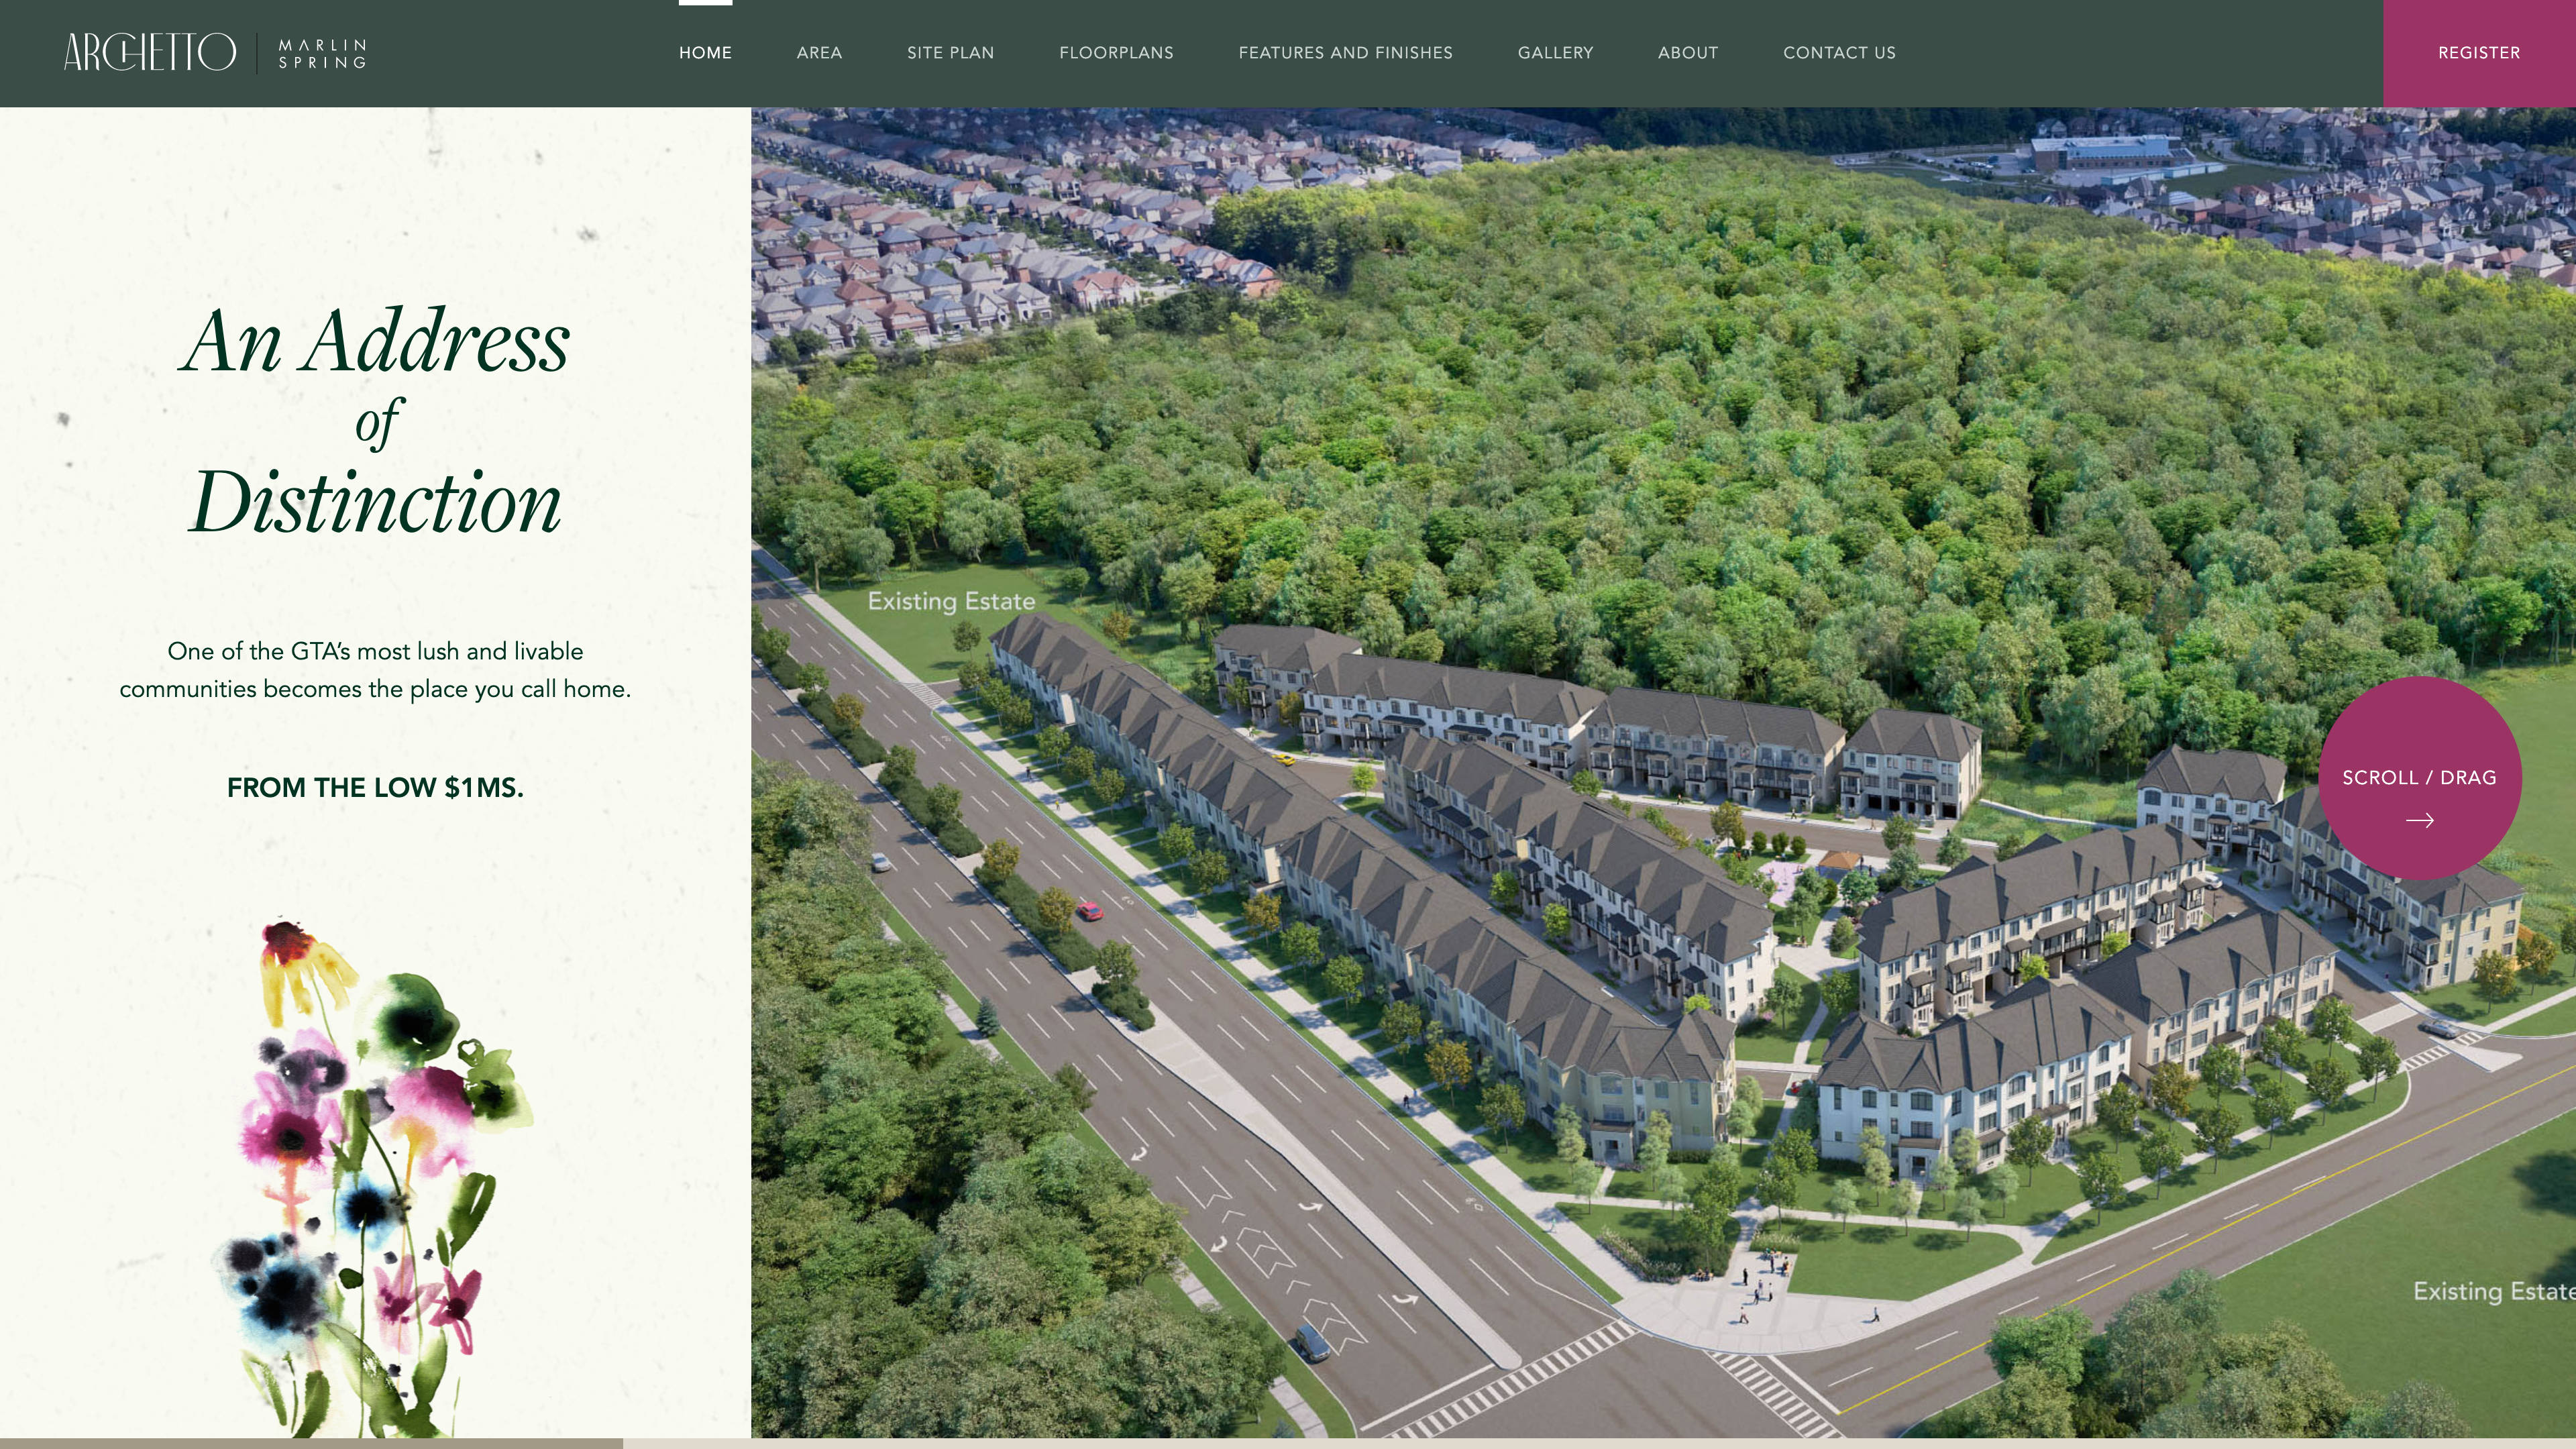 ARCHETTO
MARLIN
SPRING
HOME
AREA
SITE PLAN
FLOORPLANS
FEATURES AND FINISHES
GALLERY
ABOUT
CONTACT US
REGISTER
An Address
of
Distinction
One of the GTA’s most lush and livable
communities becomes the place you call home.
FROM THE LOW $1MS.
Existing Estate
SCROLL / DRAG
Existing Estate